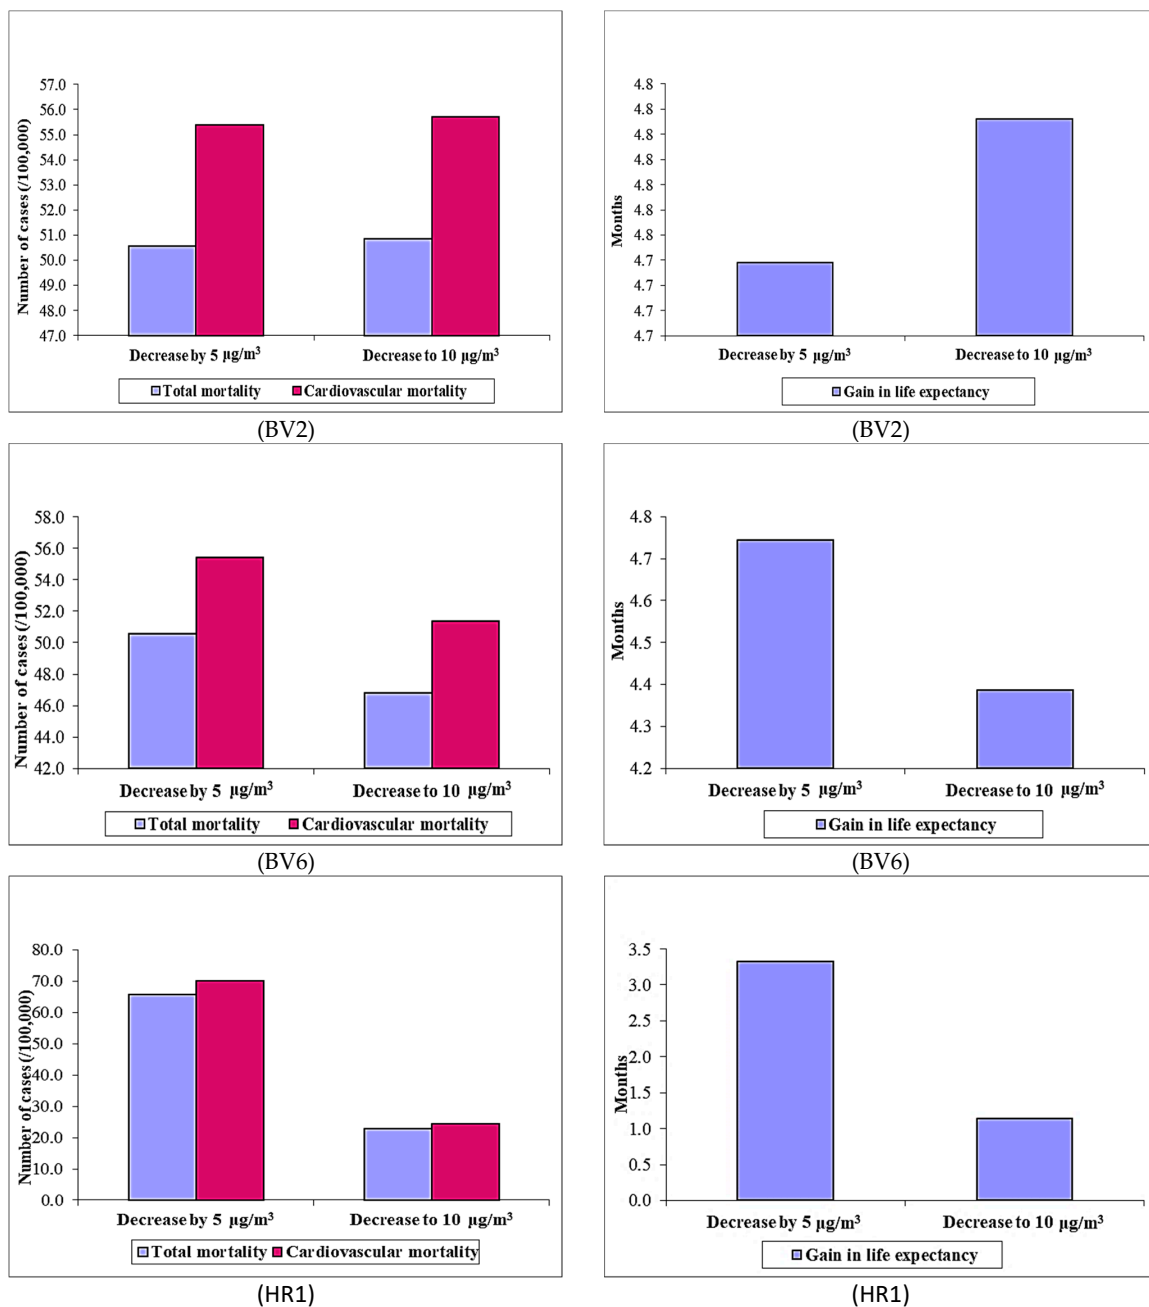 57.0
56.0
55.0
54.0
53.0
52.0
51.0
50.0
49.0
48.0
47.0
Number of cases (/100,000)
Decrease by 5 µg/m³
Decrease to 10 µg/m³
Total mortality Cardiovascular mortality
(BV2)
4.8
4.8
4.8
4.8
4.8
4.8
4.8
4.7
4.7
4.7
4.7
Months
Decrease by 5 µg/m³
Decrease to 10 µg/m³
Gain in life expectancy
(BV2)
58.0
56.0
54.0
52.0
50.0
48.0
46.0
44.0
42.0
Number of cases (/100,000)
Decrease by 5 µg/m³
Decrease to 10 µg/m³
Total mortality Cardiovascular mortality
(BV6)
4.8
4.7
4.6
4.5
4.4
4.3
4.2
Months
Decrease by 5 µg/m³
Decrease to 10 µg/m³
Gain in life expectancy
(BV6)
80.0
70.0
60.0
50.0
40.0
30.0
20.0
10.0
0.0
Number of cases (/100,000)
Decrease by 5 µg/m³
Decrease to 10 µg/m³
Total mortality Cardiovascular mortality
(HR1)
3.5
3.0
2.5
2.0
1.5
1.0
0.5
0.0
Months
Decrease by 5 µg/m³
Decrease to 10 µg/m³
Gain in life expectancy
(HR1)